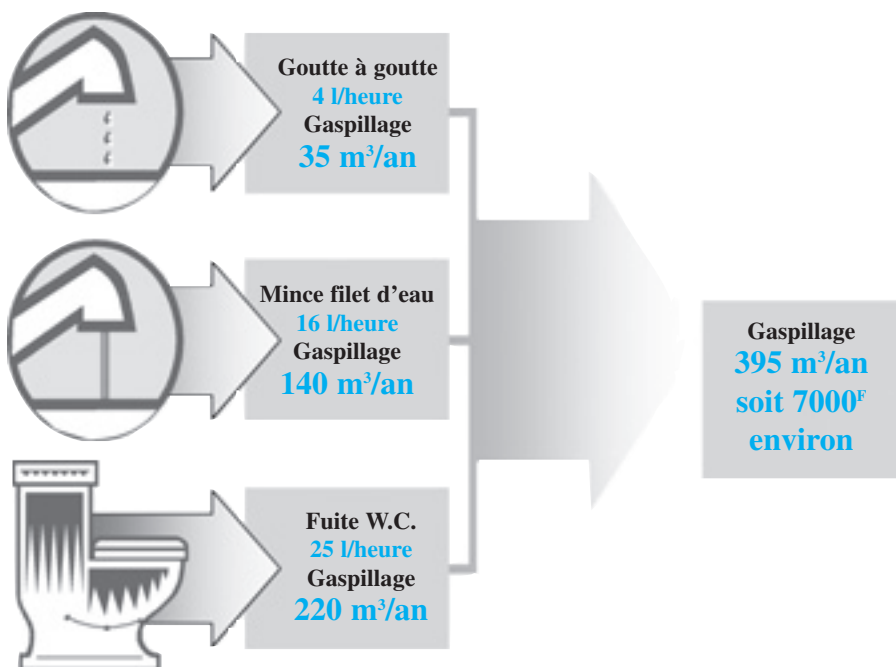 Goutte à goutte
4 l/heure
Gaspillage
35 m³/an
Mince filet d’eau
16 l/heure
Gaspillage
140 m³/an
Fuite W.C.
25 l/heure
Gaspillage
220 m³/an
Gaspillage
395 m³/an
soit 7000ᶠ
environ